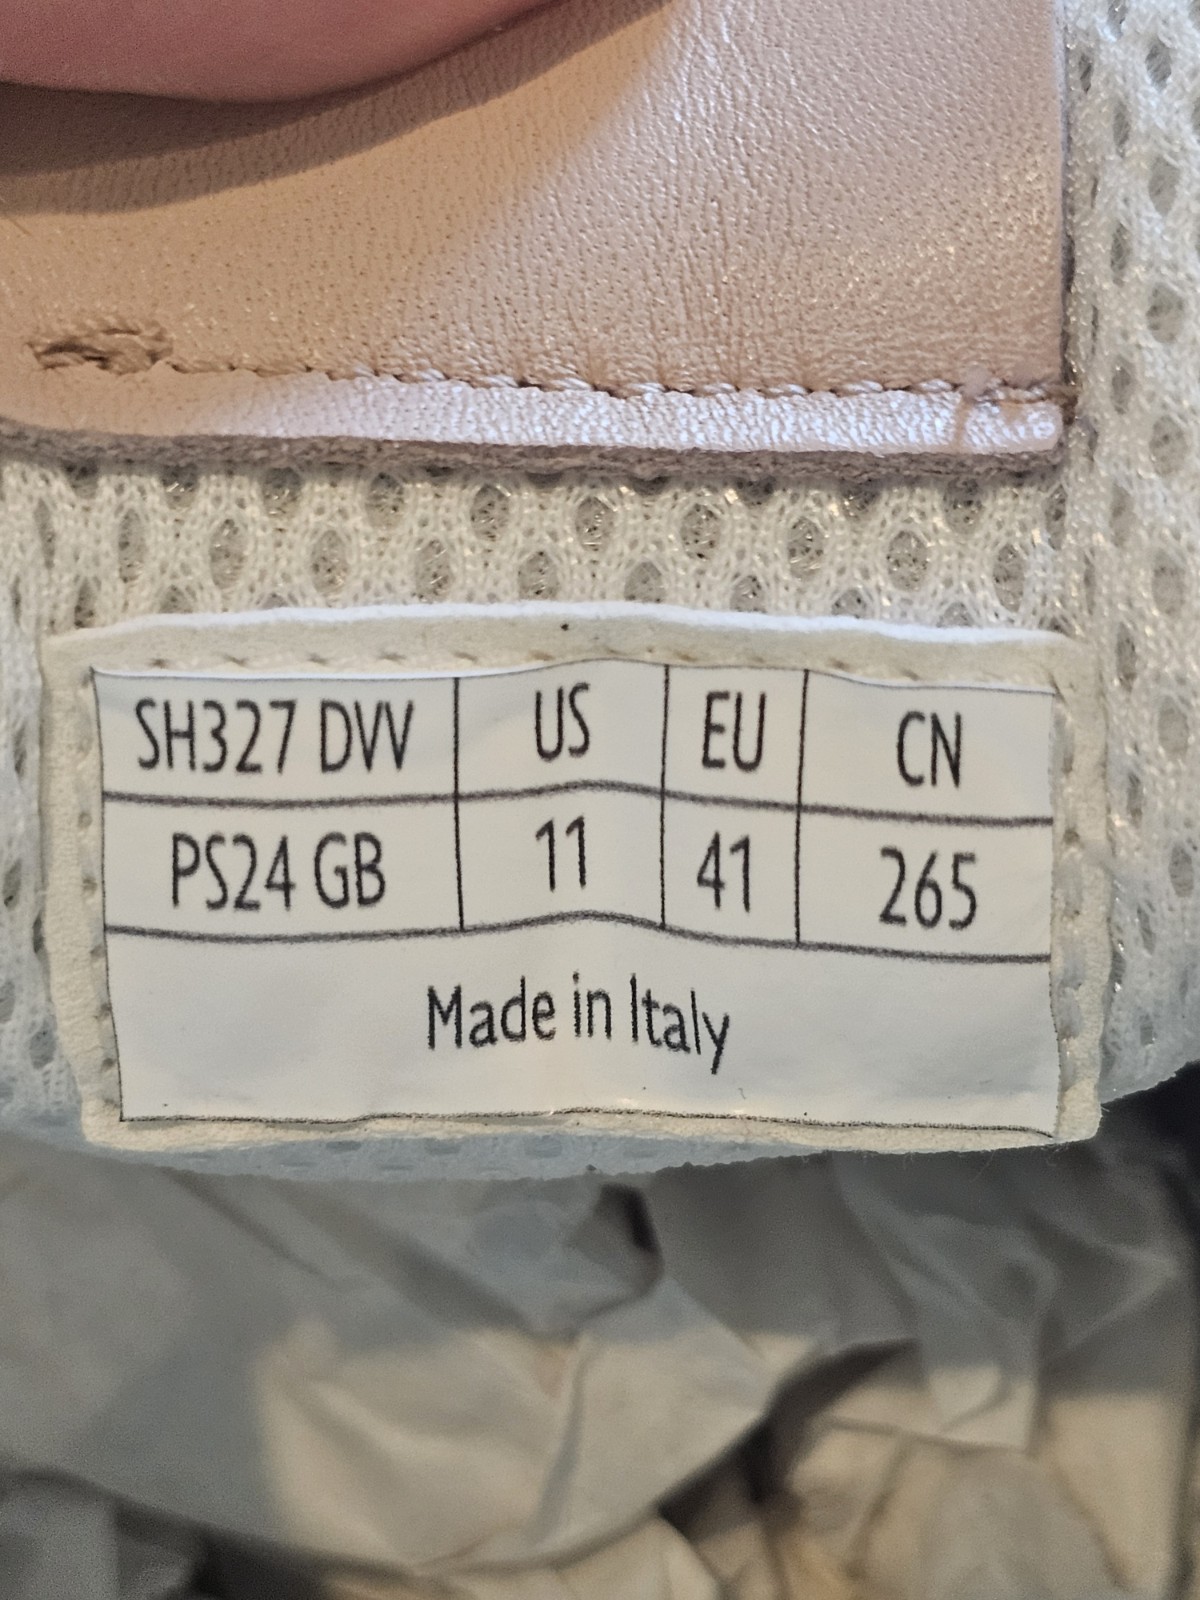 SH327 DVV US EU CN
PS24 GB 11 41 265
Made in Italy